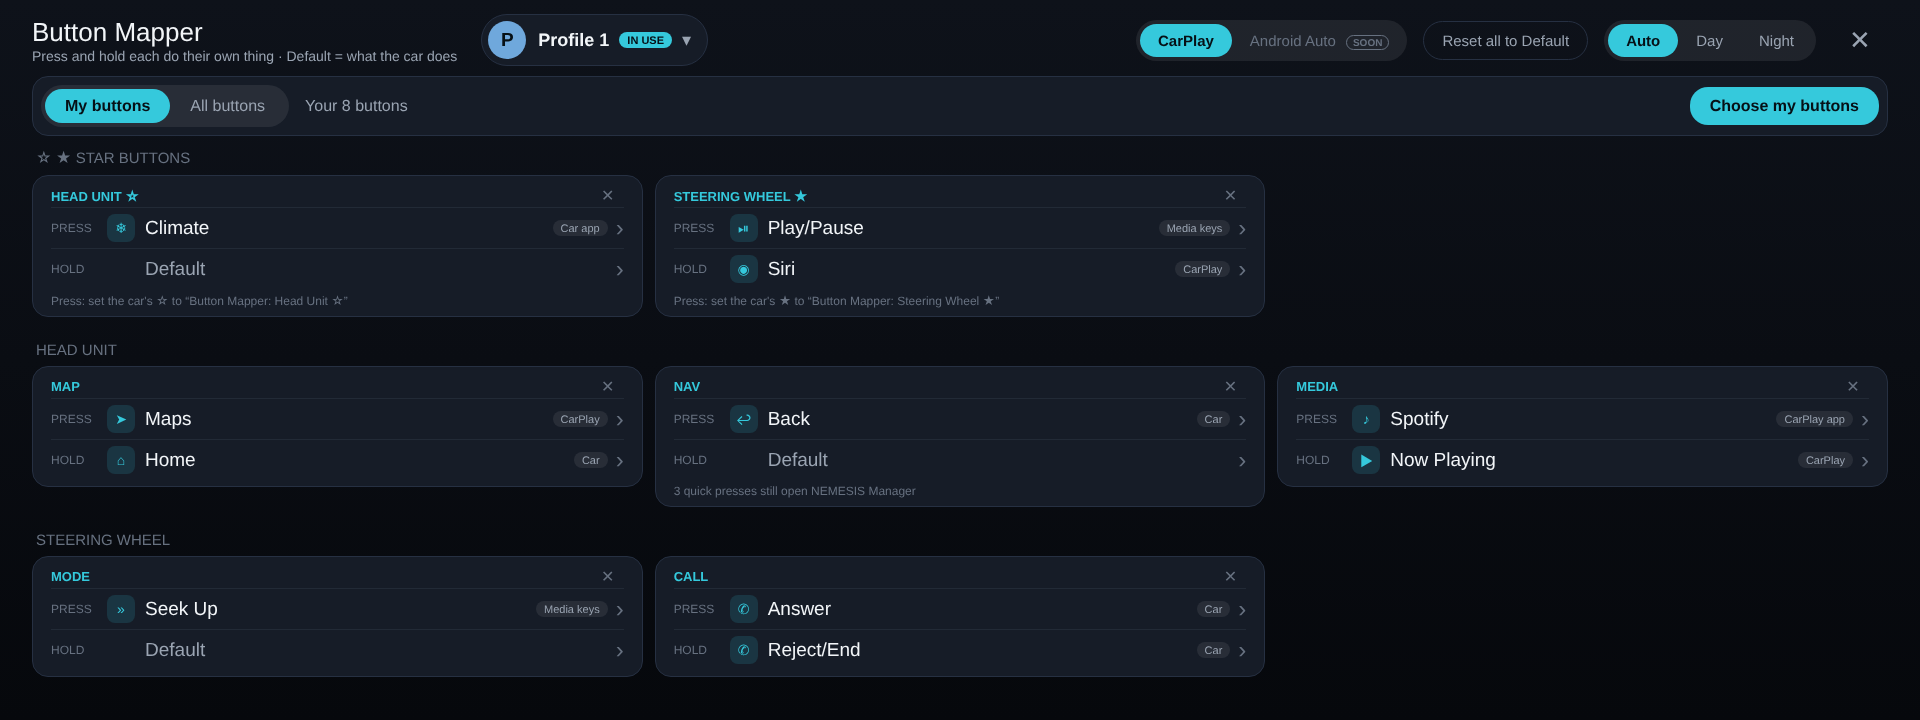 Button Mapper
Press and hold each do their own thing · Default = what the car does
P Profile 1 IN USE ▾
CarPlay Android Auto SOON
Reset all to Default
Auto Day Night ✕
My buttons All buttons Your 8 buttons
Choose my buttons
☆ ★ STAR BUTTONS
HEAD UNIT ☆ ✕
PRESS ❄ Climate Car app ›
HOLD Default ›
Press: set the car's ☆ to “Button Mapper: Head Unit ☆”
STEERING WHEEL ★ ✕
PRESS ⏯ Play/Pause Media keys ›
HOLD ◉ Siri CarPlay ›
Press: set the car's ★ to “Button Mapper: Steering Wheel ★”
HEAD UNIT
MAP ✕
PRESS ➤ Maps CarPlay ›
HOLD ⌂ Home Car ›
NAV ✕
PRESS ↩ Back Car ›
HOLD Default ›
3 quick presses still open NEMESIS Manager
MEDIA ✕
PRESS ♪ Spotify CarPlay app ›
HOLD ▶ Now Playing CarPlay ›
STEERING WHEEL
MODE ✕
PRESS » Seek Up Media keys ›
HOLD Default ›
CALL ✕
PRESS ✆ Answer Car ›
HOLD ✆ Reject/End Car ›